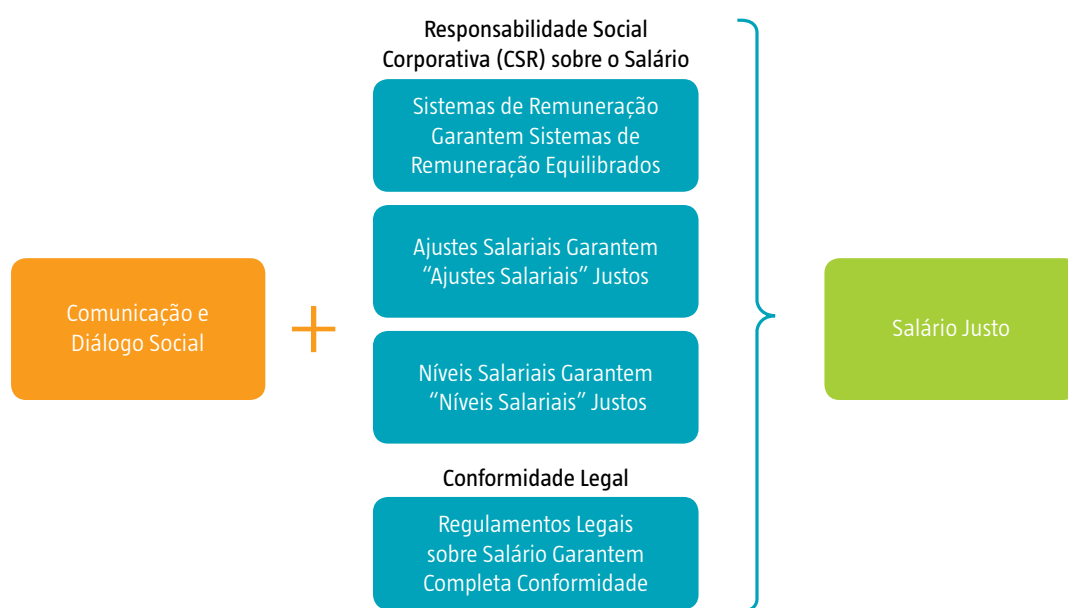 Responsabilidade Social
Corporativa (CSR) sobre o Salário
Sistemas de Remuneração
Garantem Sistemas de
Remuneração Equilibrados
Ajustes Salariais Garantem
“Ajustes Salariais” Justos
Comunicação e
Diálogo Social
+
Salário Justo
Níveis Salariais Garantem
“Níveis Salariais” Justos
Conformidade Legal
Regulamentos Legais
sobre Salário Garantem
Completa Conformidade